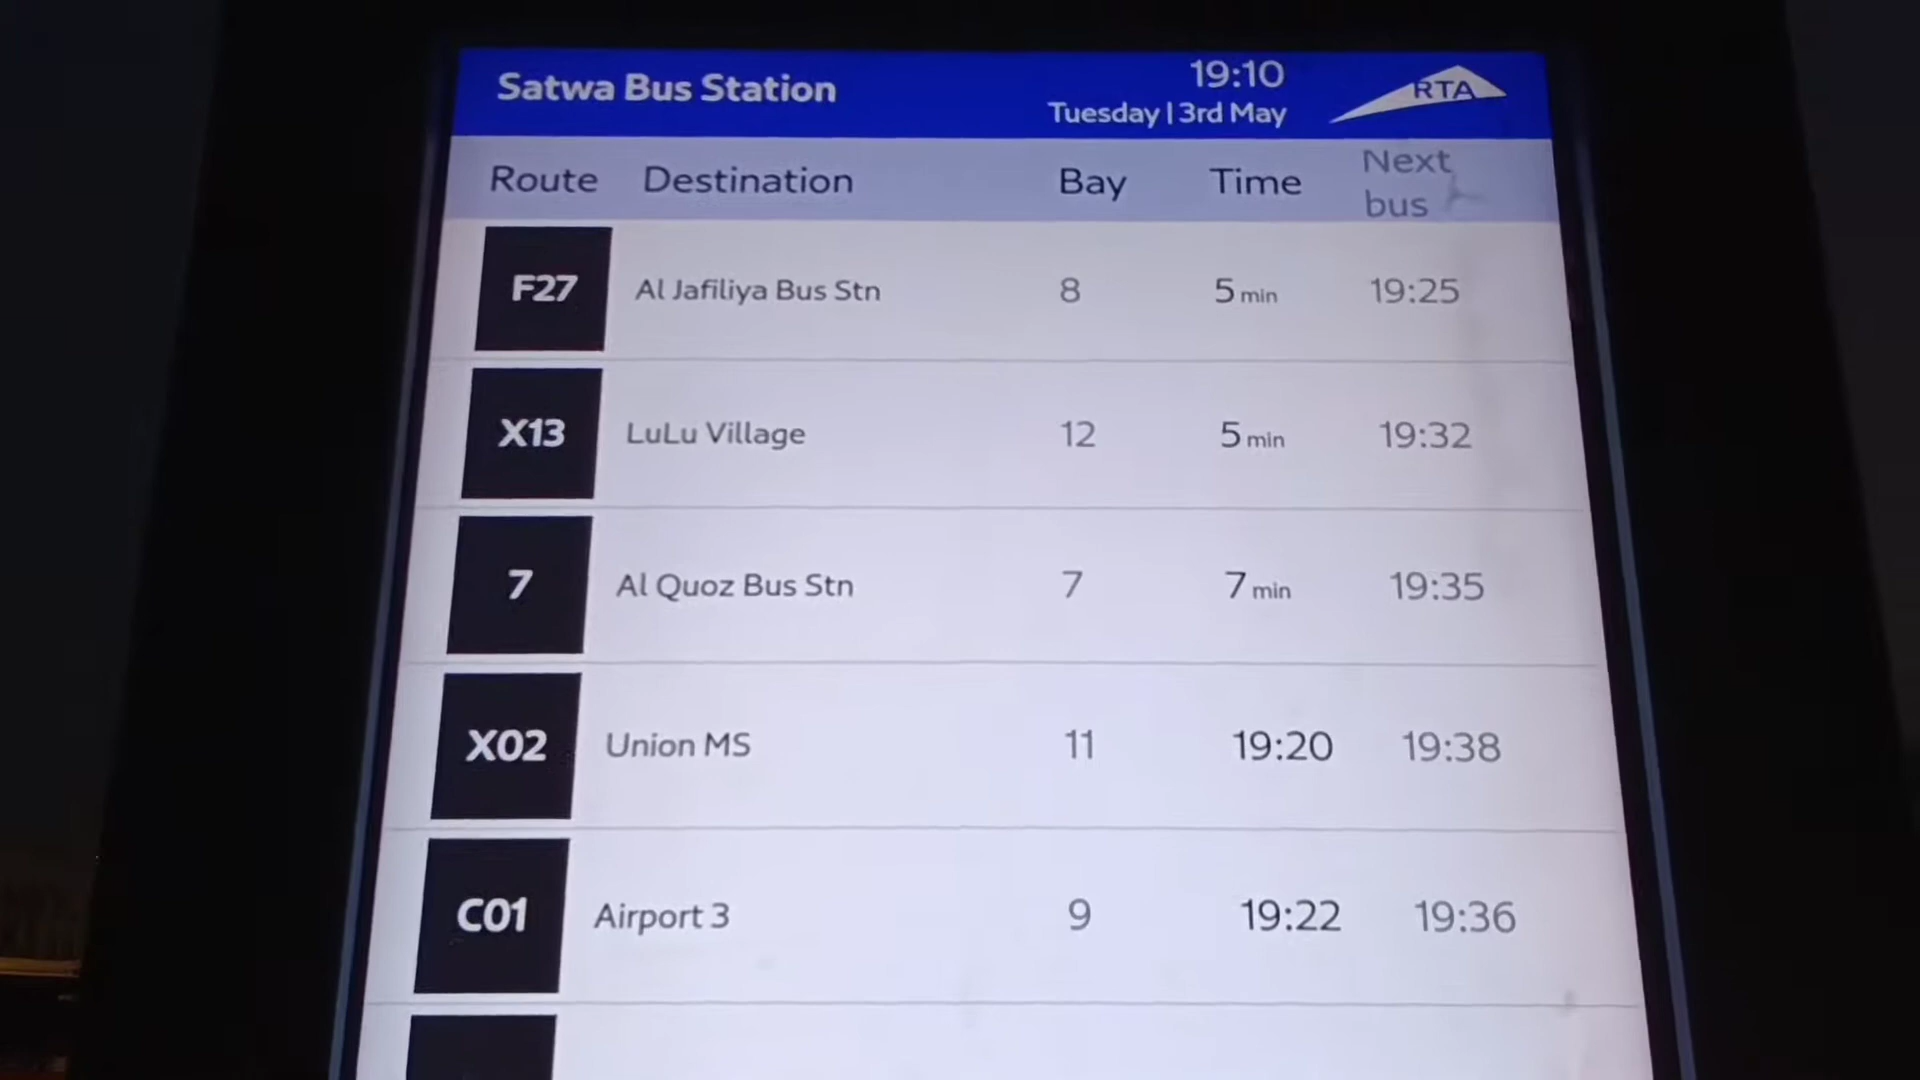 Satwa Bus Station 19:10
Tuesday | 3rd May RTA
Route Destination Bay Time Next bus
F27 Al Jafiliya Bus Stn 8 5 min 19:25
X13 LuLu Village 12 5 min 19:32
7 Al Quoz Bus Stn 7 7 min 19:35
X02 Union MS 11 19:20 19:38
C01 Airport 3 9 19:22 19:36